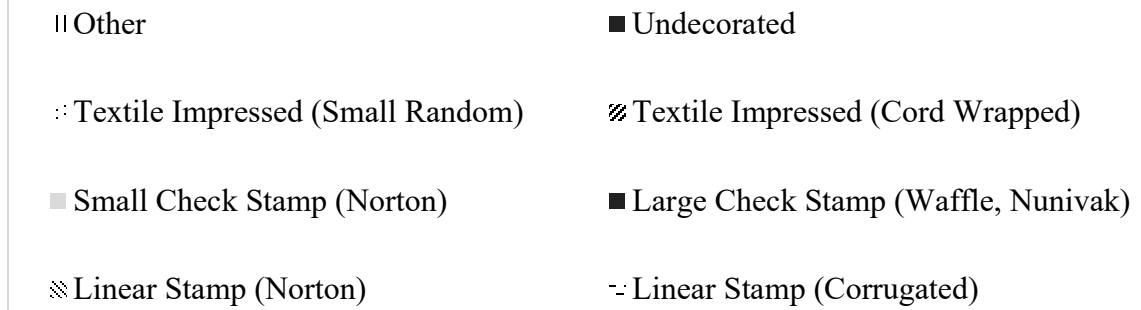 Other
Undecorated
Textile Impressed (Small Random)
Textile Impressed (Cord Wrapped)
Small Check Stamp (Norton)
Large Check Stamp (Waffle, Nunivak)
Linear Stamp (Norton)
Linear Stamp (Corrugated)